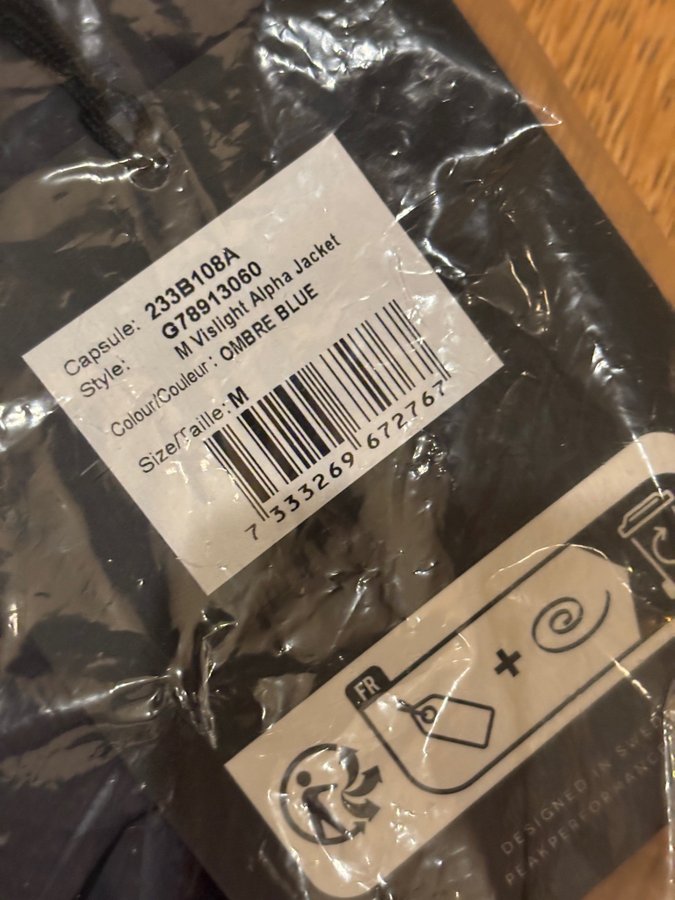 Capsule: 233B108A
Style: G78913060
M Vislight Alpha Jacket
Colour/Couleur: OMBRE BLUE
Size/Taille: M
7 333269 672767
FR
+
DESIGNED IN SWE
PEAKPERFORMANC